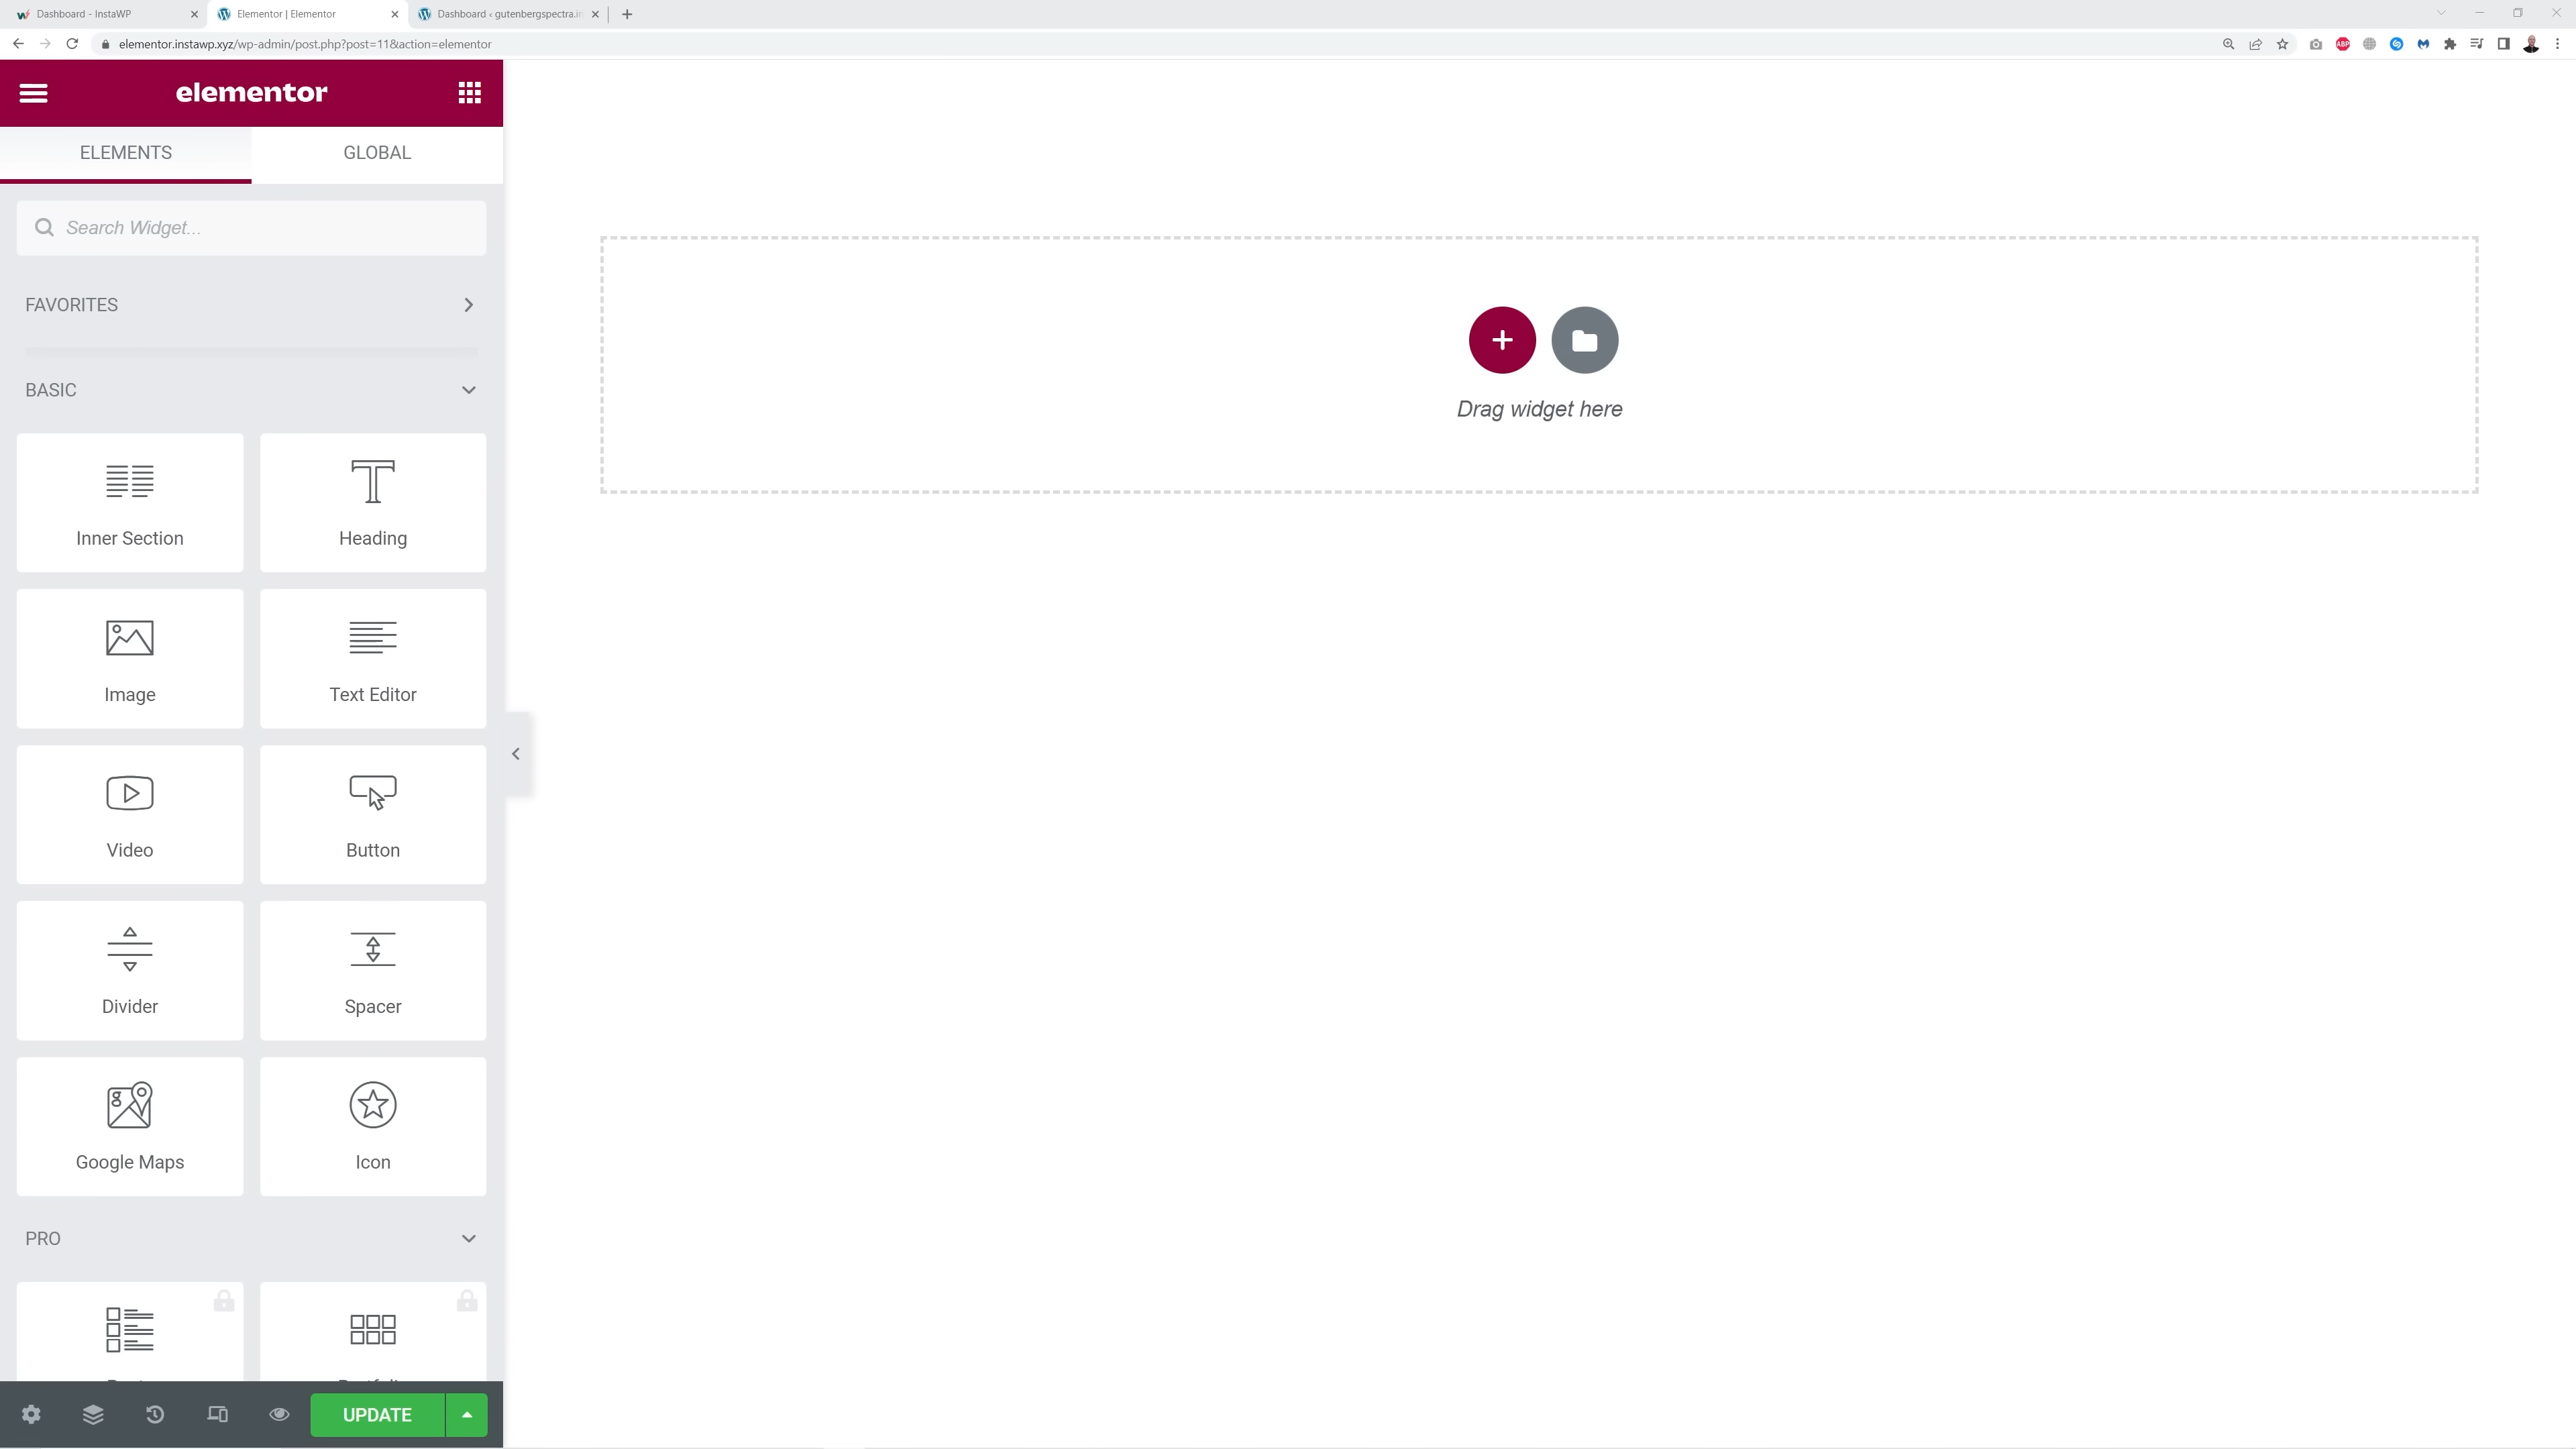 Dashboard - InstaWP
Elementor | Elementor
Dashboard ‹ gutenbergspectra.in
elementor.instawp.xyz/wp-admin/post.php?post=11&action=elementor
ABP
elementor
ELEMENTS
GLOBAL
Search Widget...
FAVORITES
BASIC
Inner Section
Heading
Image
Text Editor
Video
Button
Divider
Spacer
Google Maps
Icon
PRO
UPDATE
Drag widget here